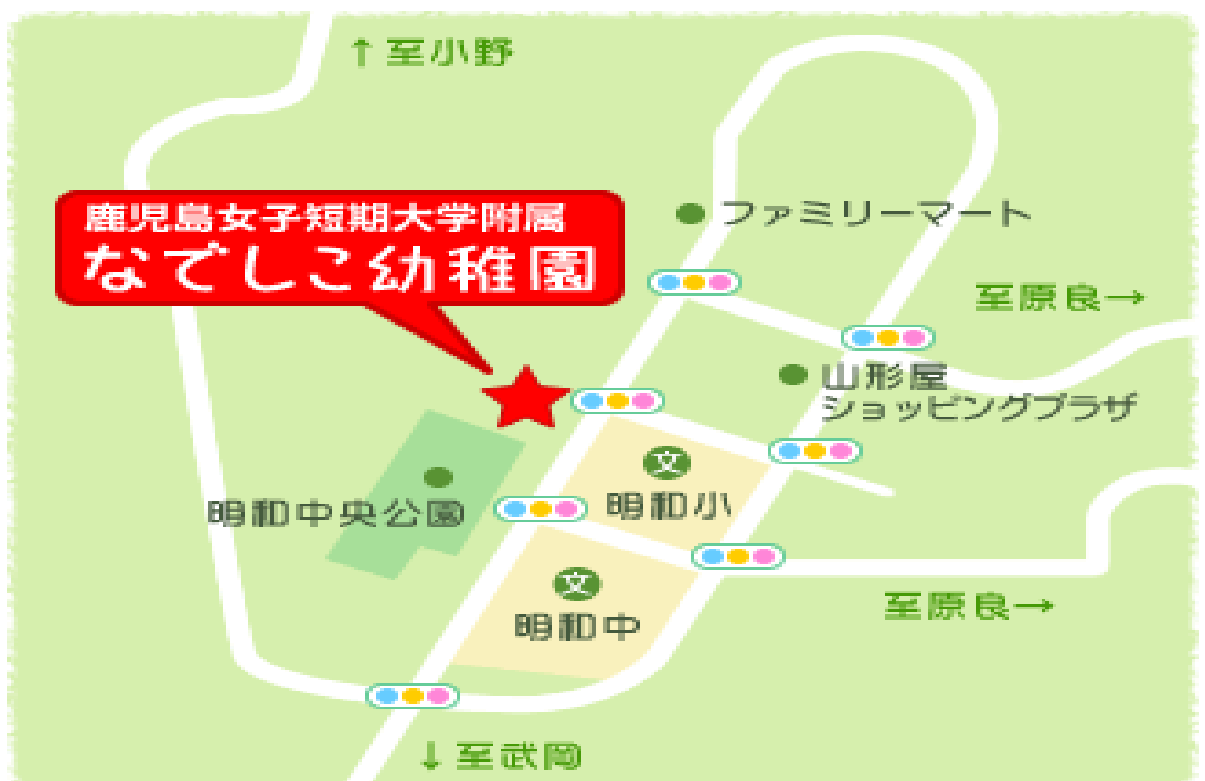 ↑至小野
鹿児島女子短期大学附属
なでしこ幼稚園
ファミリーマート
至原良→
山形屋
ショッピングプラザ
文
明和小
明和中央公園
文
明和中
至原良→
↓至武岡